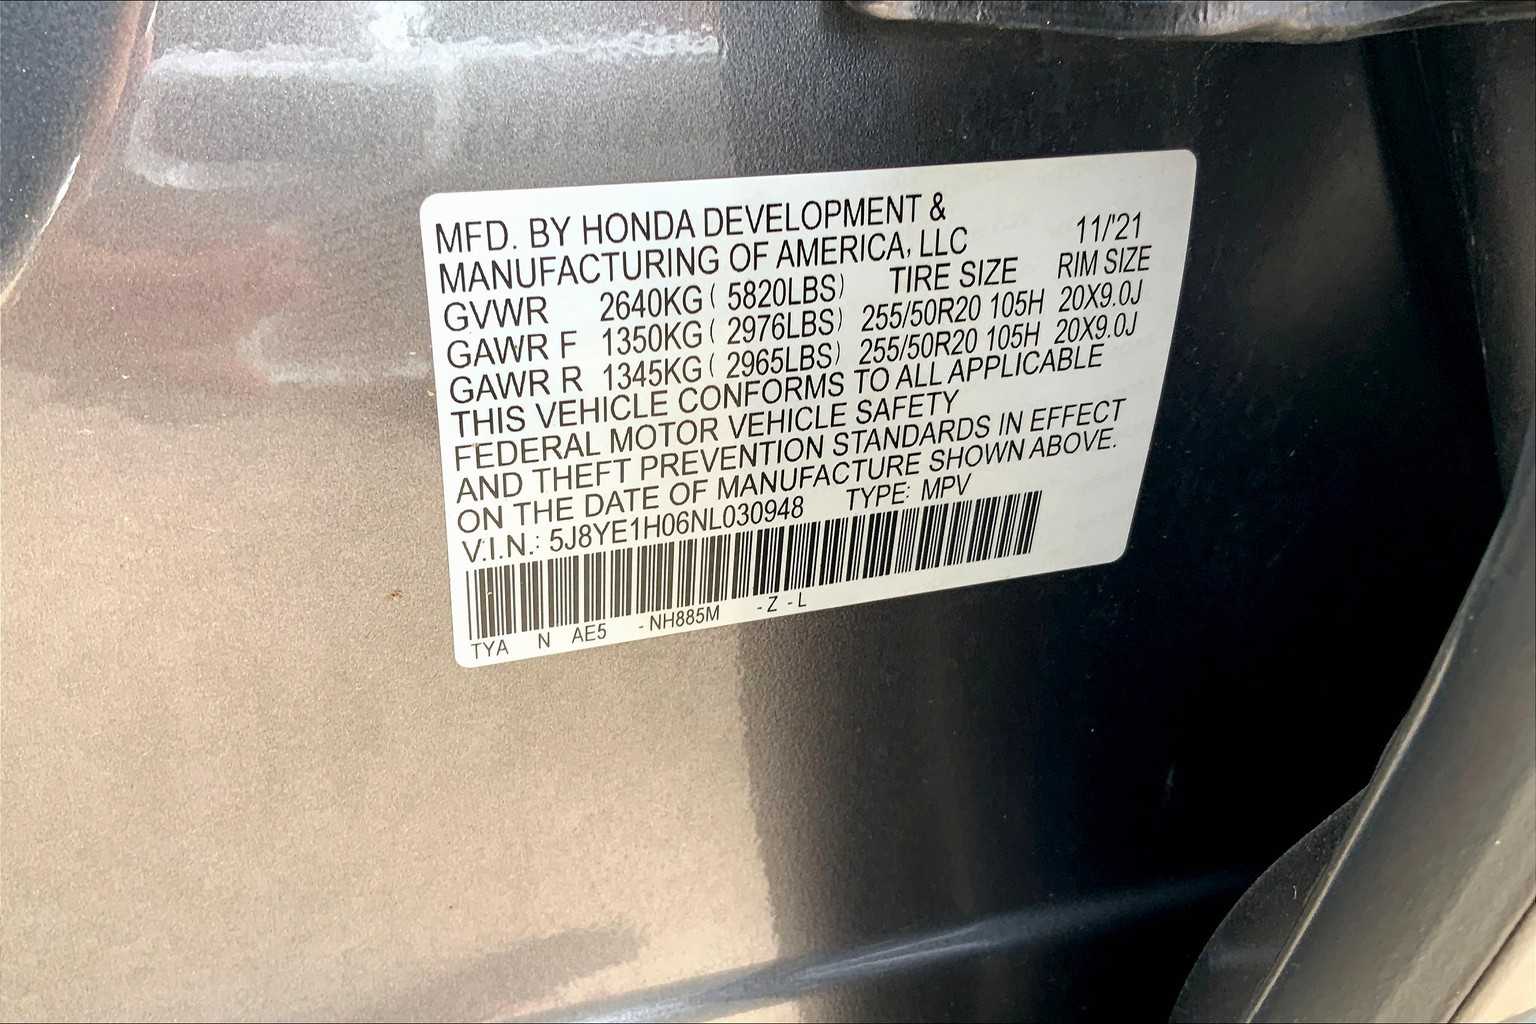 MFD. BY HONDA DEVELOPMENT &
MANUFACTURING OF AMERICA, LLC 11/'21
GVWR 2640KG ( 5820LBS) TIRE SIZE RIM SIZE
GAWR F 1350KG ( 2976LBS) 255/50R20 105H 20X9.0J
GAWR R 1345KG ( 2965LBS) 255/50R20 105H 20X9.0J
THIS VEHICLE CONFORMS TO ALL APPLICABLE
FEDERAL MOTOR VEHICLE SAFETY
AND THEFT PREVENTION STANDARDS IN EFFECT
ON THE DATE OF MANUFACTURE SHOWN ABOVE.
V.I.N.: 5J8YE1H06NL030948 TYPE: MPV
TYA N AE5 - NH885M - Z - L